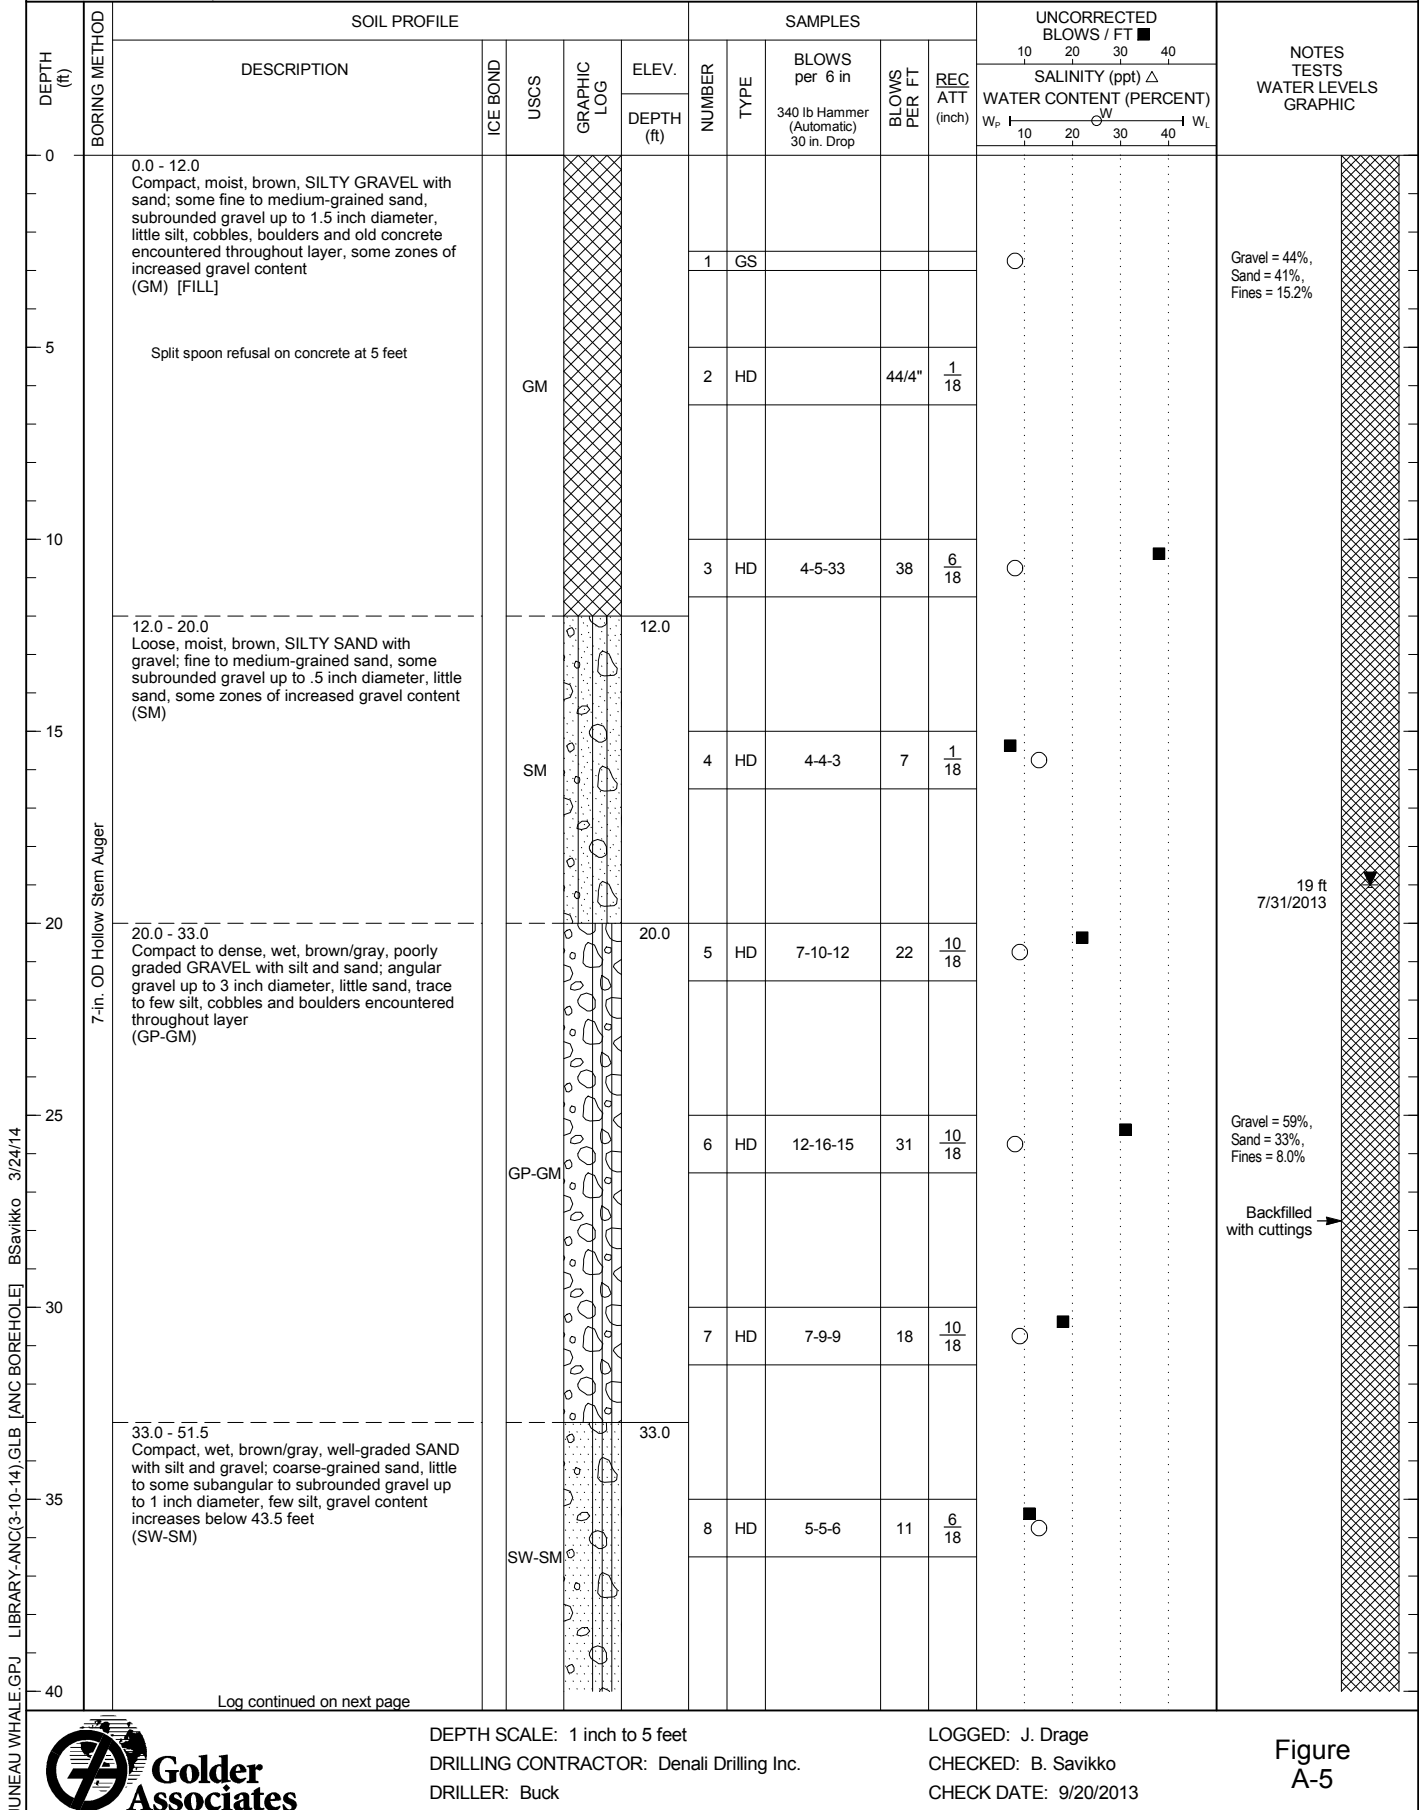 DEPTH (ft)
BORING METHOD
SOIL PROFILE
DESCRIPTION
ICE BOND
USCS
GRAPHIC LOG
ELEV.
DEPTH (ft)
SAMPLES
NUMBER
TYPE
BLOWS
per 6 in
340 lb Hammer
(Automatic)
30 in. Drop
BLOWS PER FT
REC
ATT
(inch)
UNCORRECTED
BLOWS / FT ■
10 20 30 40
SALINITY (ppt) △
WATER CONTENT (PERCENT)
WP W WL
10 20 30 40
NOTES
TESTS
WATER LEVELS
GRAPHIC
0
0.0 - 12.0
Compact, moist, brown, SILTY GRAVEL with
sand; some fine to medium-grained sand,
subrounded gravel up to 1.5 inch diameter,
little silt, cobbles, boulders and old concrete
encountered throughout layer, some zones of
increased gravel content
(GM) [FILL]
1 GS
Gravel = 44%,
Sand = 41%,
Fines = 15.2%
5
Split spoon refusal on concrete at 5 feet
GM
2 HD 44/4" 1/18
10
3 HD 4-5-33 38 6/18
12.0 - 20.0
12.0
Loose, moist, brown, SILTY SAND with
gravel; fine to medium-grained sand, some
subrounded gravel up to .5 inch diameter, little
sand, some zones of increased gravel content
(SM)
15
SM
4 HD 4-4-3 7 1/18
7-in. OD Hollow Stem Auger
19 ft
7/31/2013
20
20.0 - 33.0
20.0
Compact to dense, wet, brown/gray, poorly
graded GRAVEL with silt and sand; angular
gravel up to 3 inch diameter, little sand, trace
to few silt, cobbles and boulders encountered
throughout layer
(GP-GM)
5 HD 7-10-12 22 10/18
25
6 HD 12-16-15 31 10/18
Gravel = 59%,
Sand = 33%,
Fines = 8.0%
GP-GM
Backfilled
with cuttings
30
7 HD 7-9-9 18 10/18
33.0 - 51.5
33.0
Compact, wet, brown/gray, well-graded SAND
with silt and gravel; coarse-grained sand, little
to some subangular to subrounded gravel up
to 1 inch diameter, few silt, gravel content
increases below 43.5 feet
(SW-SM)
35
8 HD 5-5-6 11 6/18
SW-SM
40
Log continued on next page
JUNEAU WHALE.GPJ LIBRARY-ANC(3-10-14).GLB [ANC BOREHOLE] BSavikko 3/24/14
Golder
Associates
DEPTH SCALE: 1 inch to 5 feet
DRILLING CONTRACTOR: Denali Drilling Inc.
DRILLER: Buck
LOGGED: J. Drage
CHECKED: B. Savikko
CHECK DATE: 9/20/2013
Figure
A-5